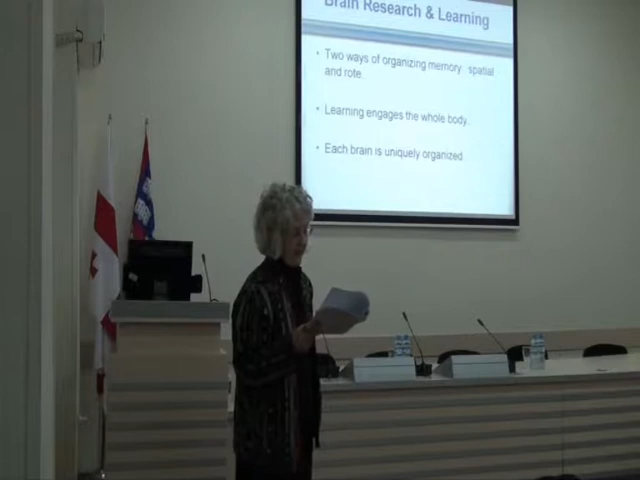 Brain Research & Learning
• Two ways of organizing memory spatial
and rote.
• Learning engages the whole body.
• Each brain is uniquely organized